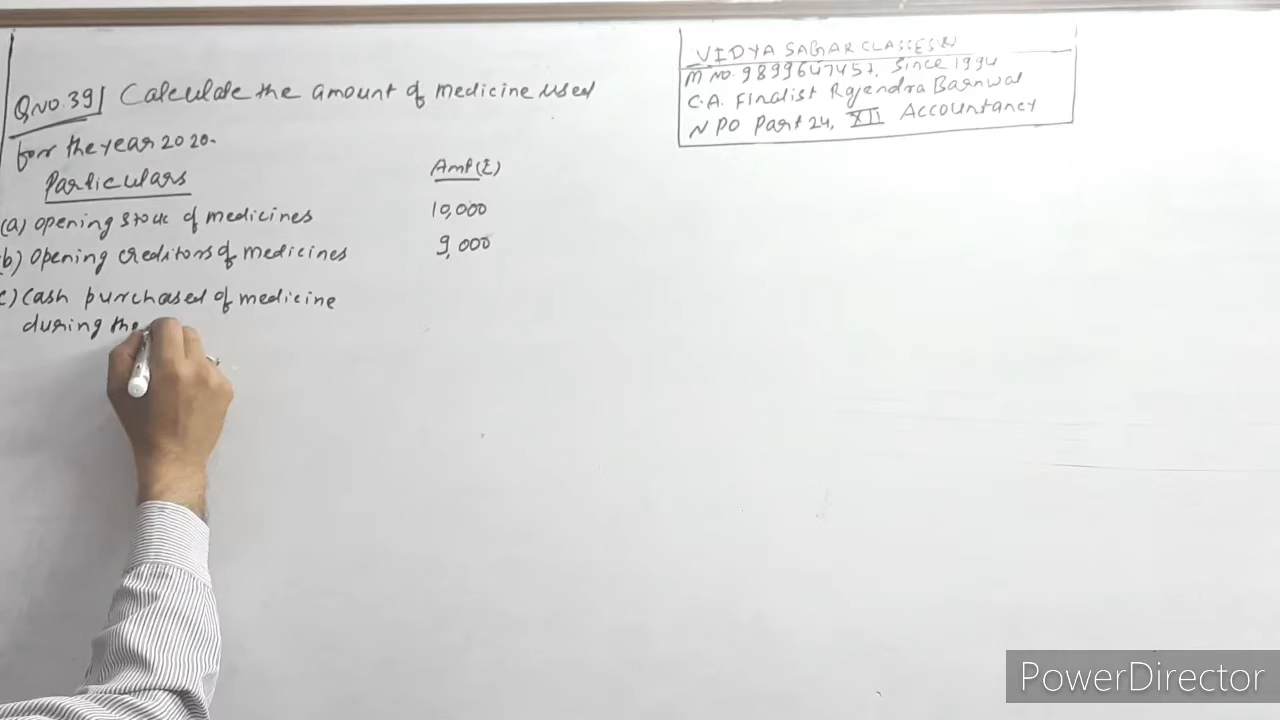 Q NO. 39] Calculate the amount of medicine used
for the year 2020.
Particulars Amt(₹)
(a) opening stock of medicines 10,000
b) Opening creditors of medicines 9,000
c) Cash purchased of medicine
during the
VIDYA SAGAR CLASSES
M NO. 9899647457, Since 1994
C.A. Finalist Rajendra Barnwal
NPO Part 24, XII Accountancy
PowerDirector